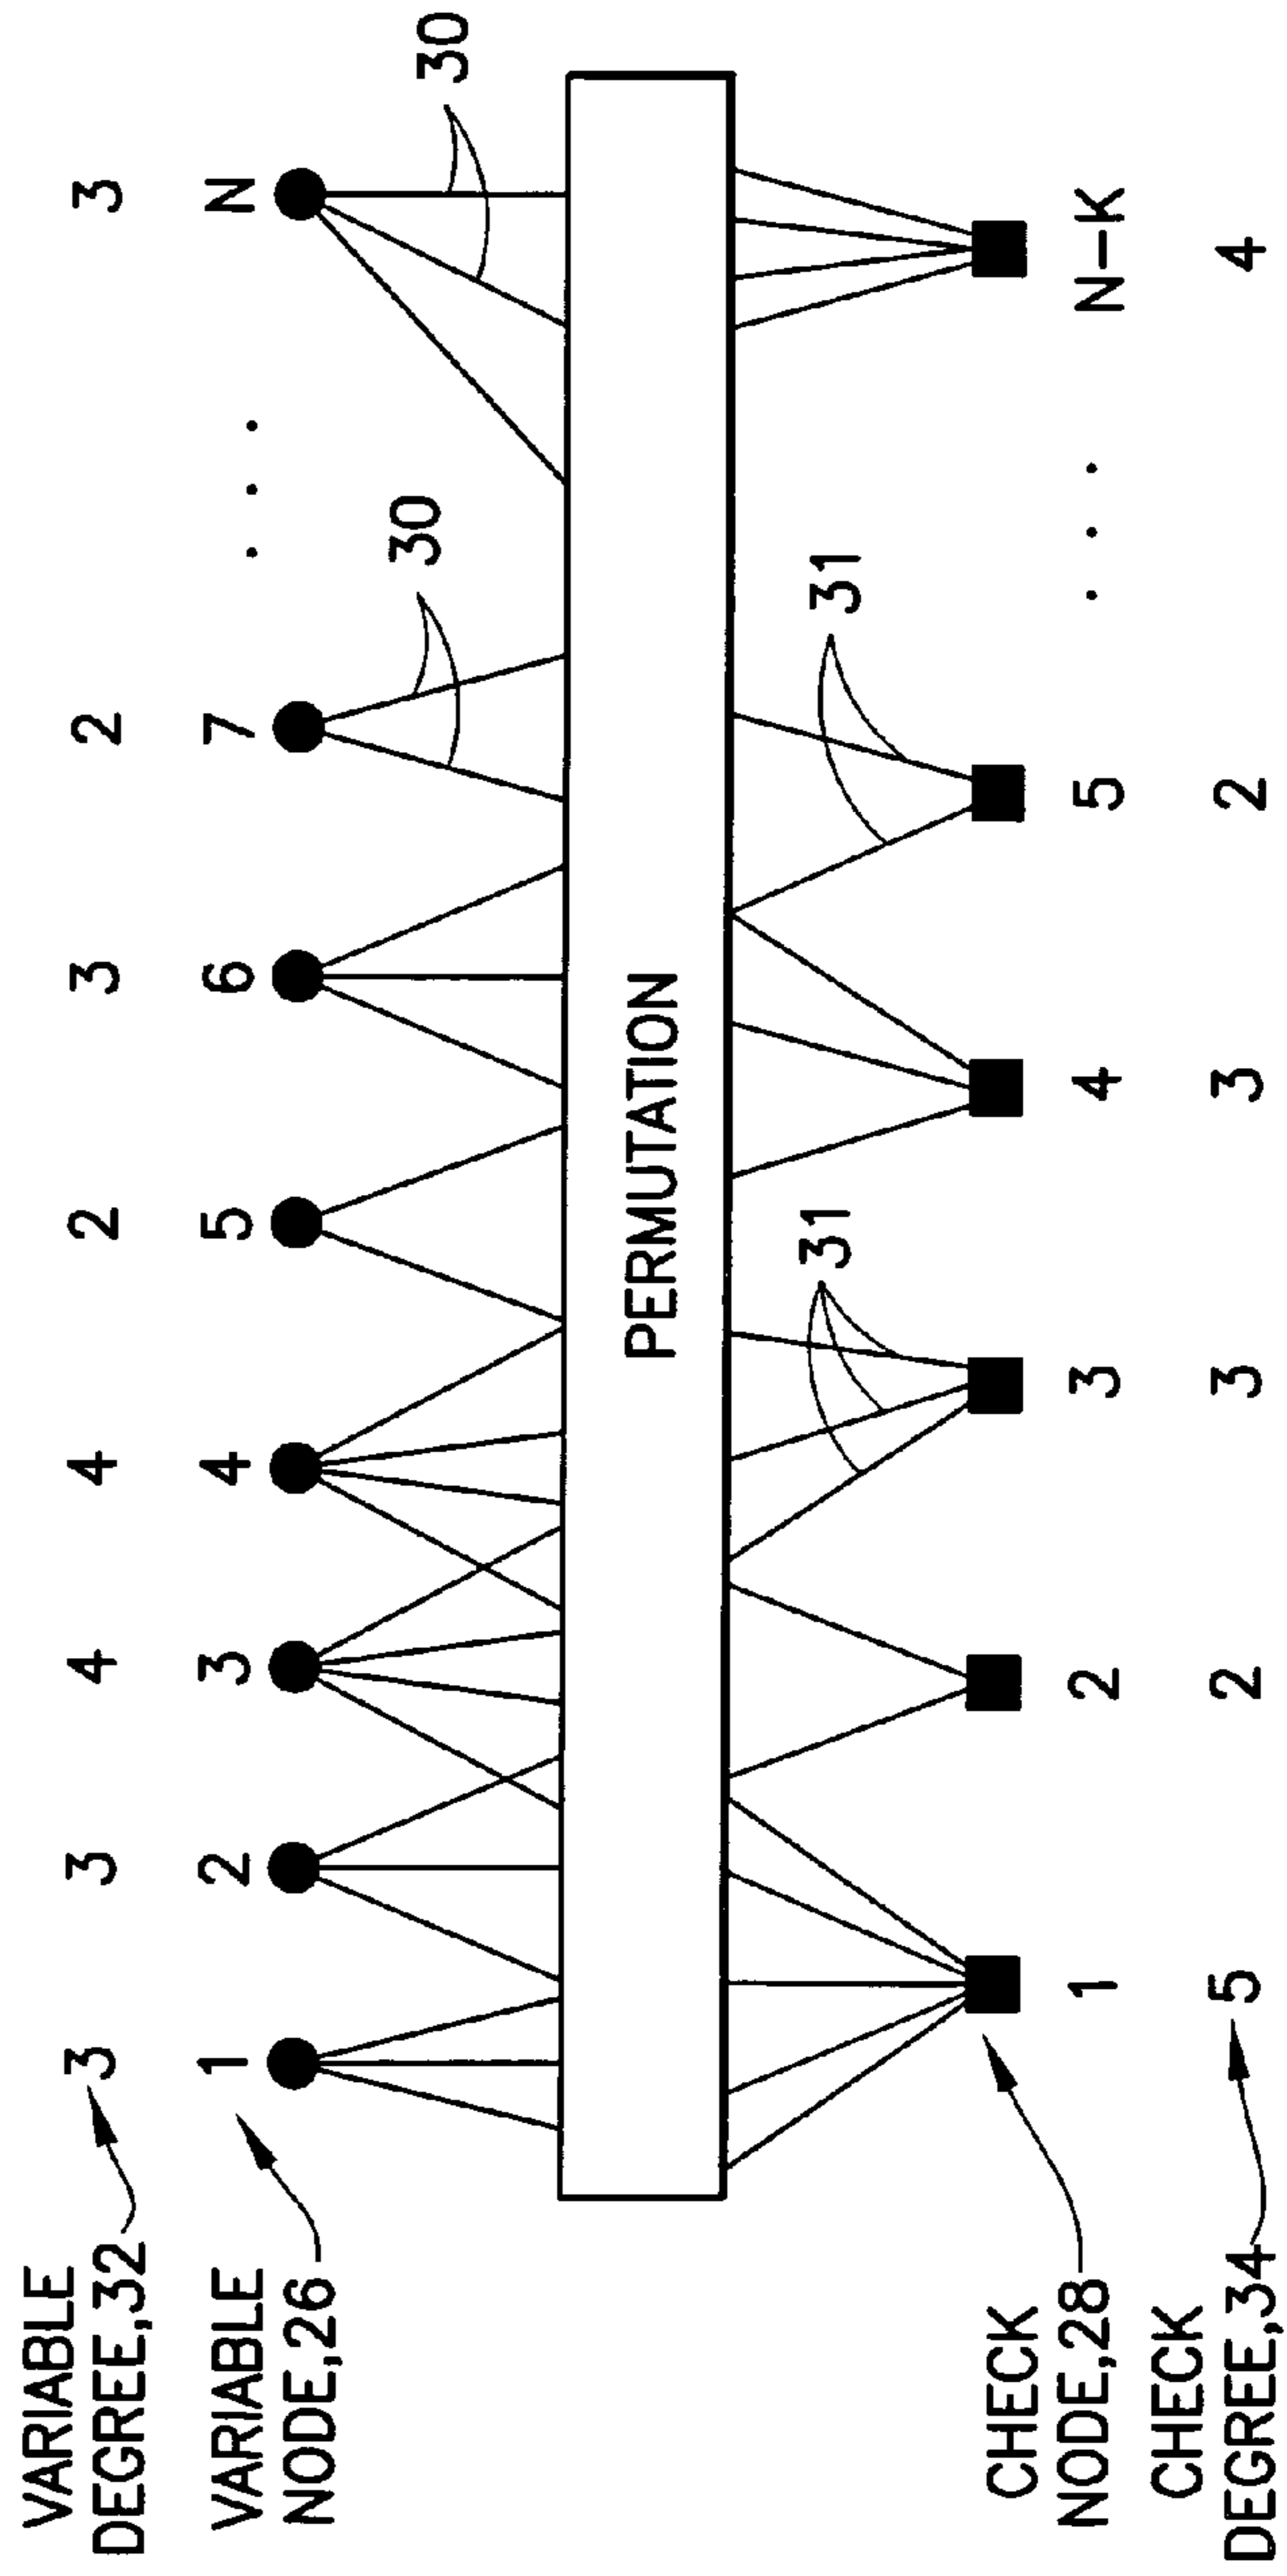 VARIABLE
DEGREE,32
3 3 4 4 2 3 2 3
VARIABLE
NODE,26
1 2 3 4 5 6 7 . . . N
30 30
PERMUTATION
31 31
CHECK
NODE,28
1 2 3 4 5 . . . N-K
CHECK
DEGREE,34
5 2 3 3 2 4